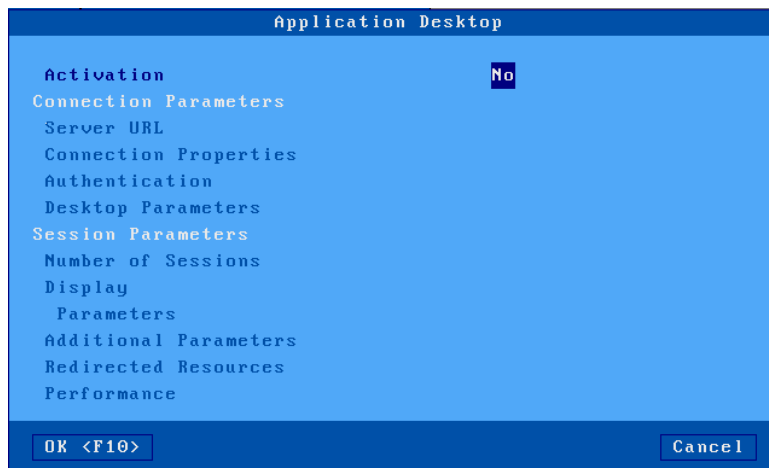 Application Desktop
Activation No
Connection Parameters
Server URL
Connection Properties
Authentication
Desktop Parameters
Session Parameters
Number of Sessions
Display
Parameters
Additional Parameters
Redirected Resources
Performance
OK <F10> Cancel